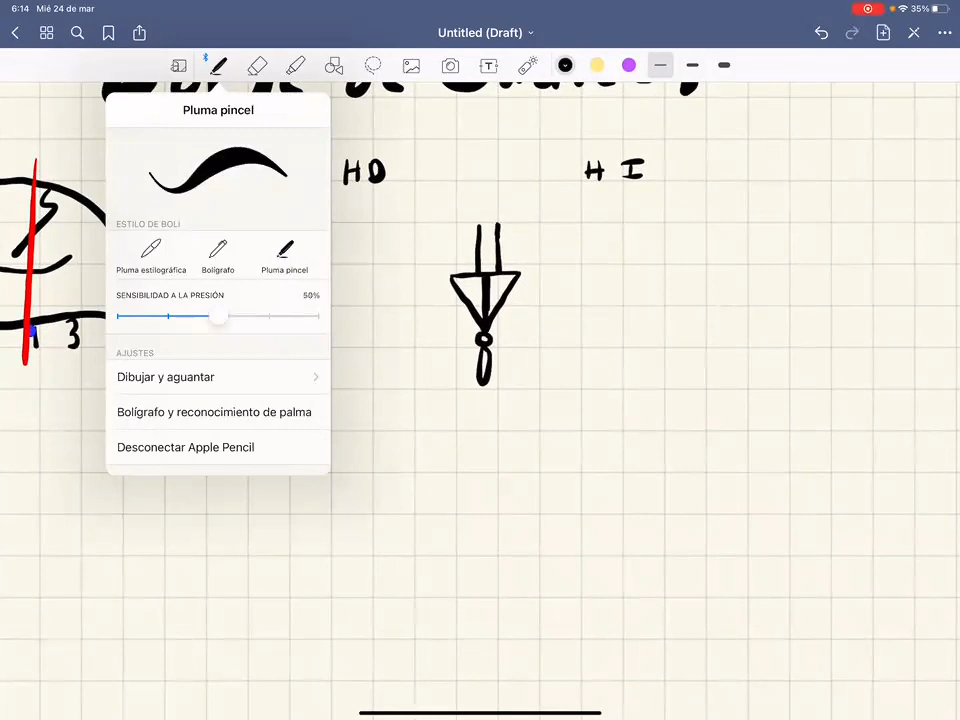 6:14 Mié 24 de mar
35%
Untitled (Draft)
Pluma pincel
HD
H I
ESTILO DE BOLI
Pluma estilográfica Bolígrafo Pluma pincel
SENSIBILIDAD A LA PRESIÓN 50%
1 3
AJUSTES
Dibujar y aguantar
Bolígrafo y reconocimiento de palma
Desconectar Apple Pencil